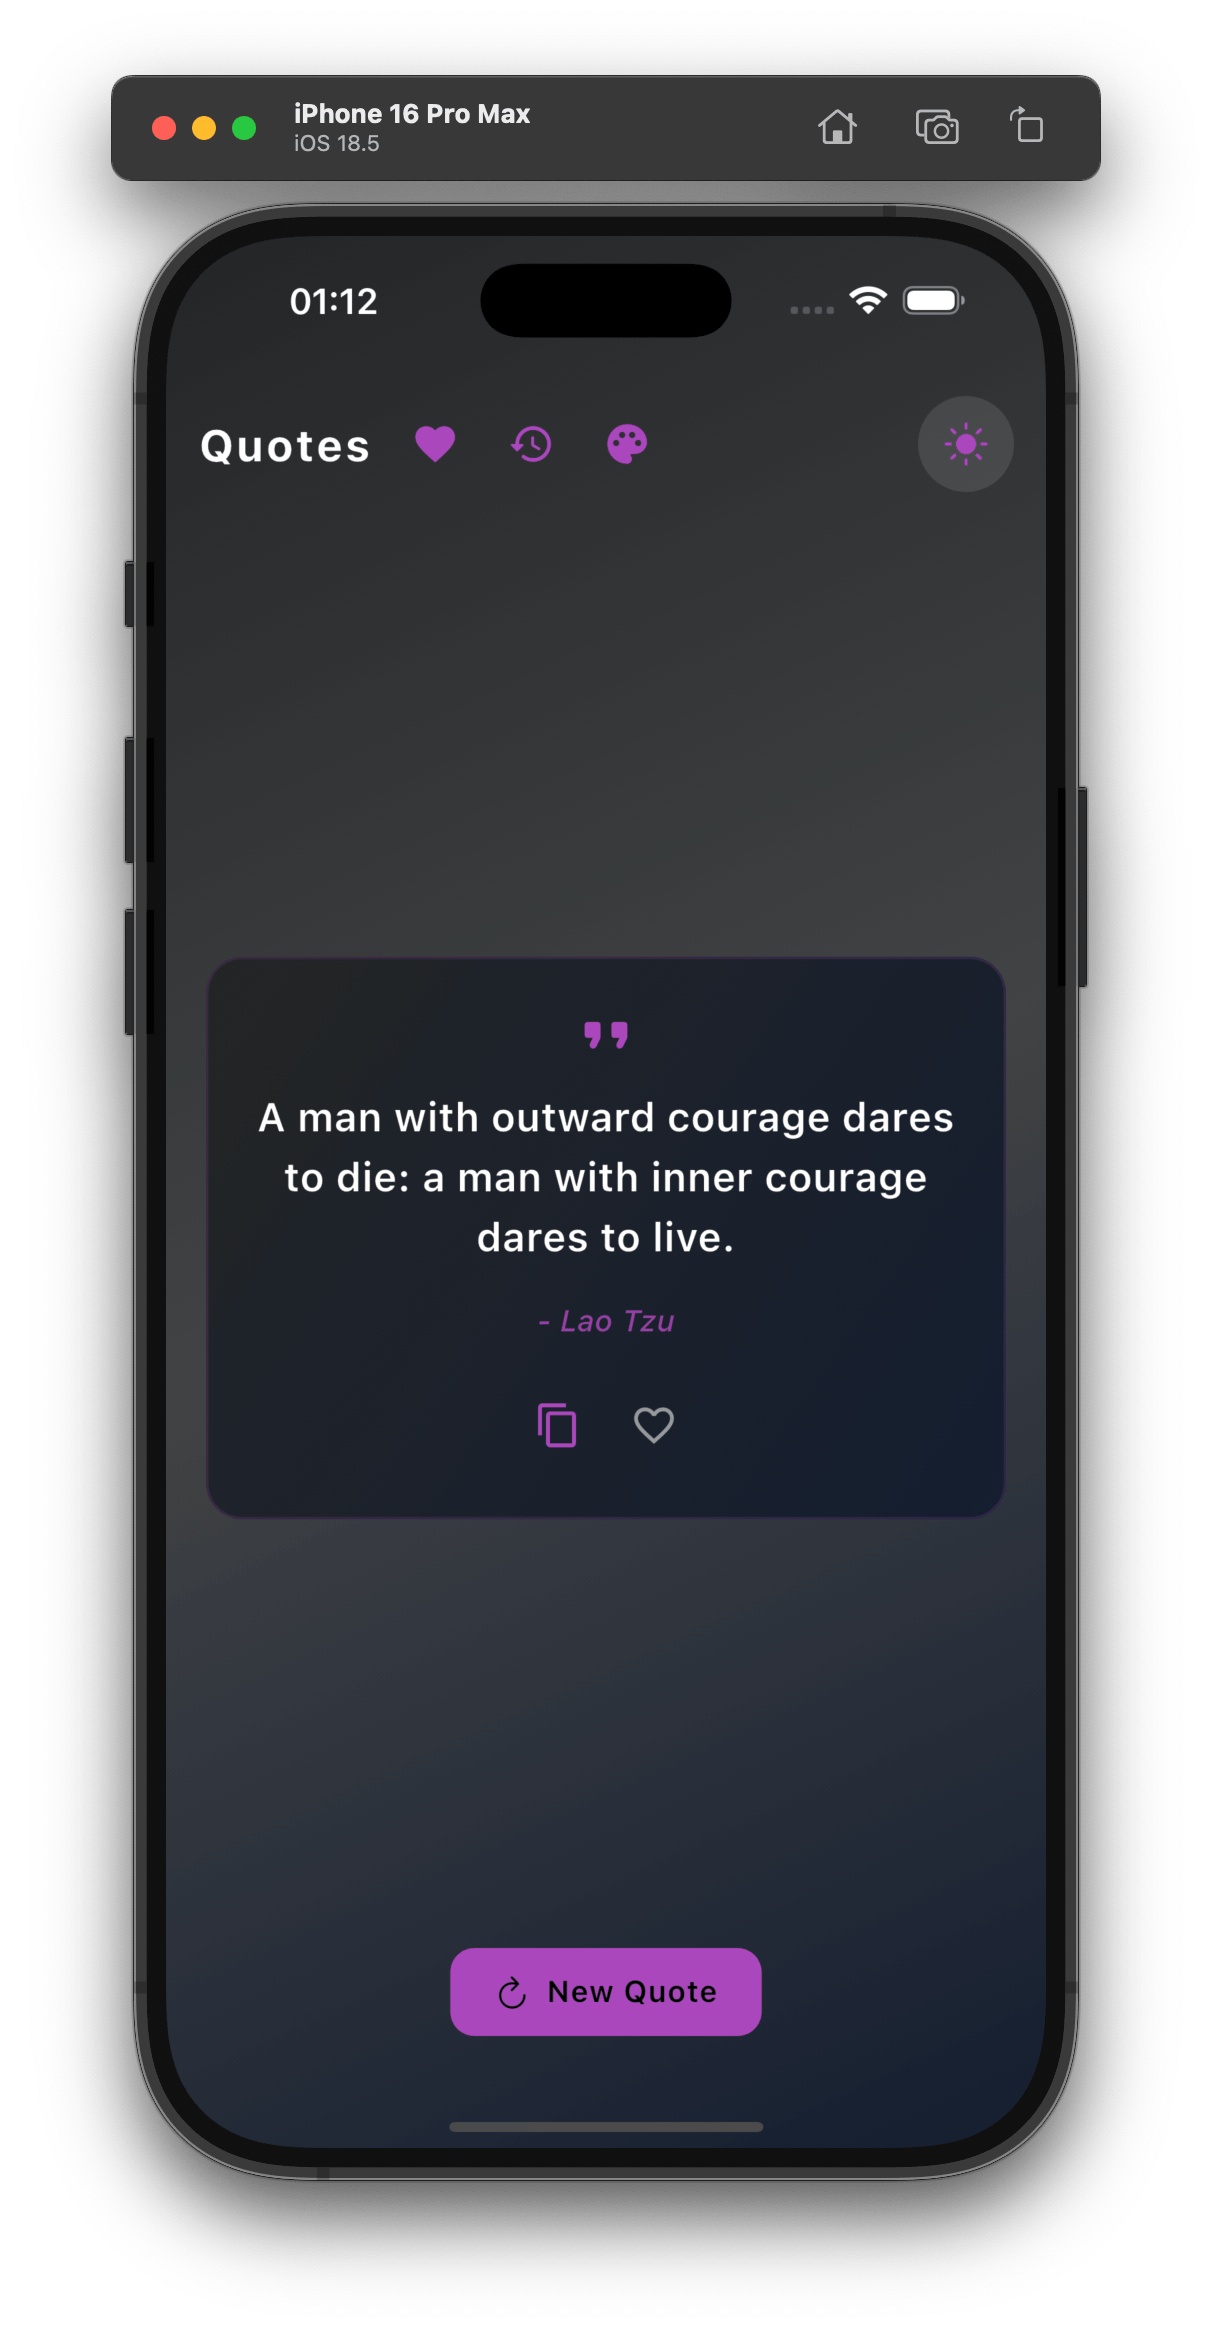 iPhone 16 Pro Max
iOS 18.5
01:12
Quotes
A man with outward courage dares
to die: a man with inner courage
dares to live.
- Lao Tzu
New Quote